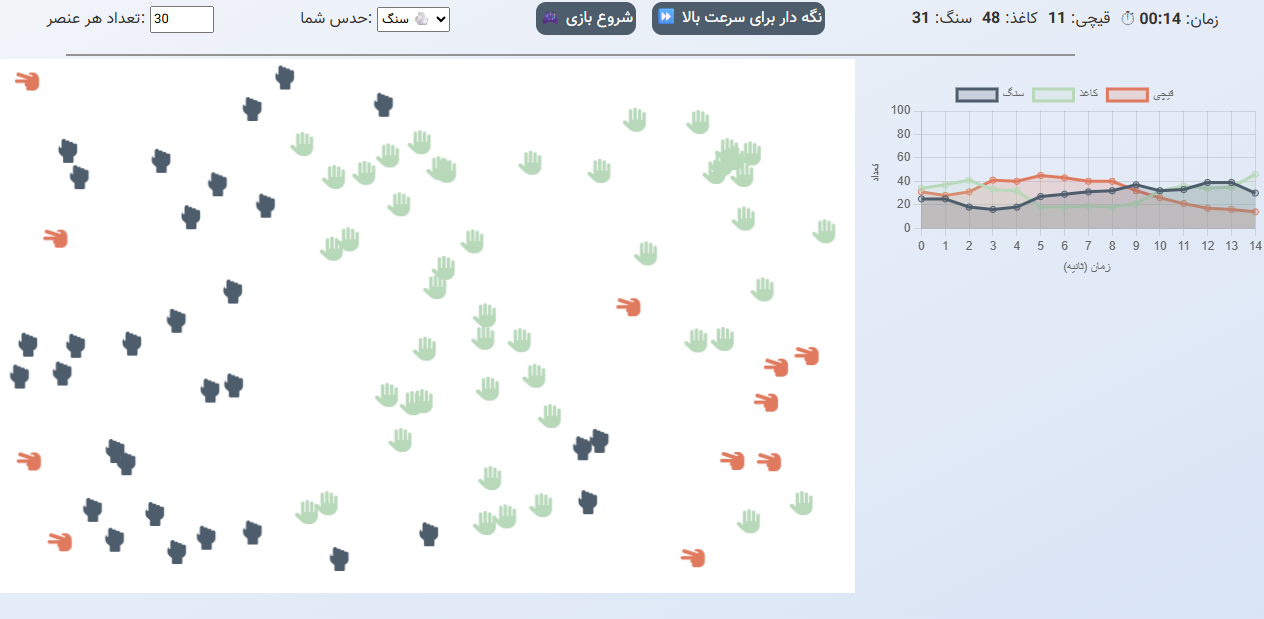 زمان: 00:14 ⏱ قیچی: 11 کاغذ: 48 سنگ: 31
نگه دار برای سرعت بالا ⏩
شروع بازی 🎮
حدس شما: سنگ 🪨
تعداد هر عنصر: 30
سنگ کاغذ قیچی
100
80
60
40
20
0
تعداد
0 1 2 3 4 5 6 7 8 9 10 11 12 13 14
زمان (ثانیه)